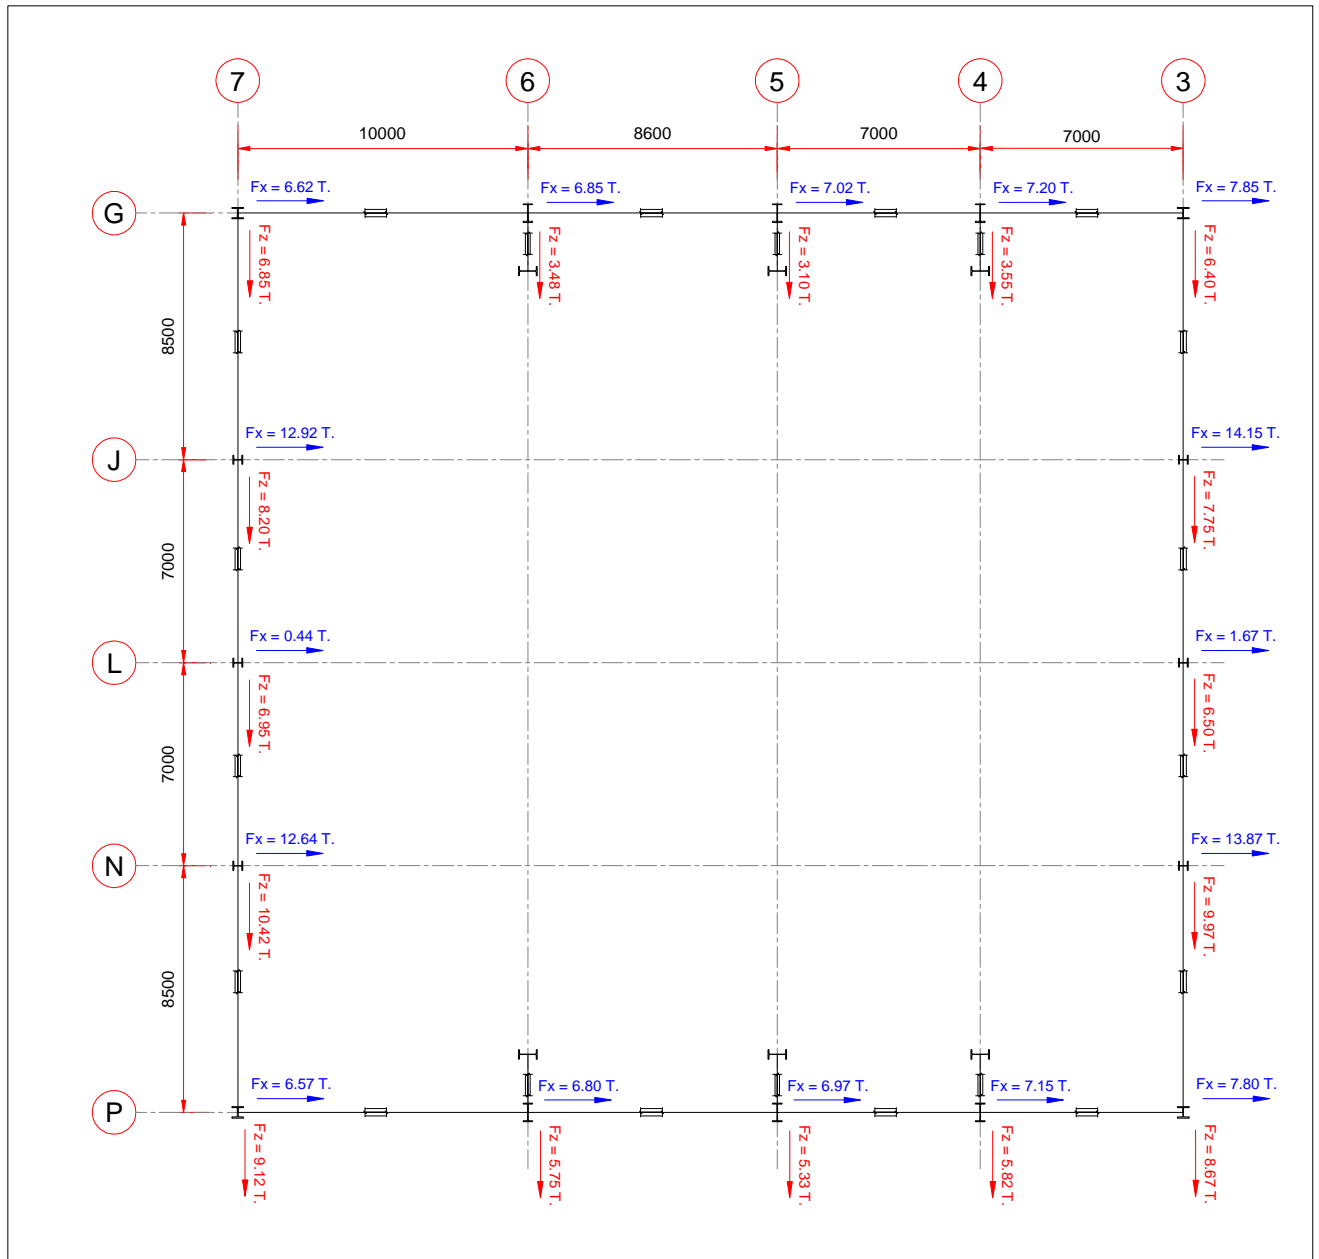 7
6
5
4
3
10000
8600
7000
7000
G
Fx = 6.62 T.
Fx = 6.85 T.
Fx = 7.02 T.
Fx = 7.20 T.
Fx = 7.85 T.
Fz = 6.85 T.
Fz = 3.48 T.
Fz = 3.10 T.
Fz = 3.55 T.
Fz = 6.40 T.
8500
J
Fx = 12.92 T.
Fx = 14.15 T.
Fz = 8.20 T.
Fz = 7.75 T.
7000
L
Fx = 0.44 T.
Fx = 1.67 T.
Fz = 6.95 T.
Fz = 6.50 T.
7000
N
Fx = 12.64 T.
Fx = 13.87 T.
Fz = 10.42 T.
Fz = 9.97 T.
8500
P
Fx = 6.57 T.
Fx = 6.80 T.
Fx = 6.97 T.
Fx = 7.15 T.
Fx = 7.80 T.
Fz = 9.12 T.
Fz = 5.75 T.
Fz = 5.33 T.
Fz = 5.82 T.
Fz = 8.67 T.